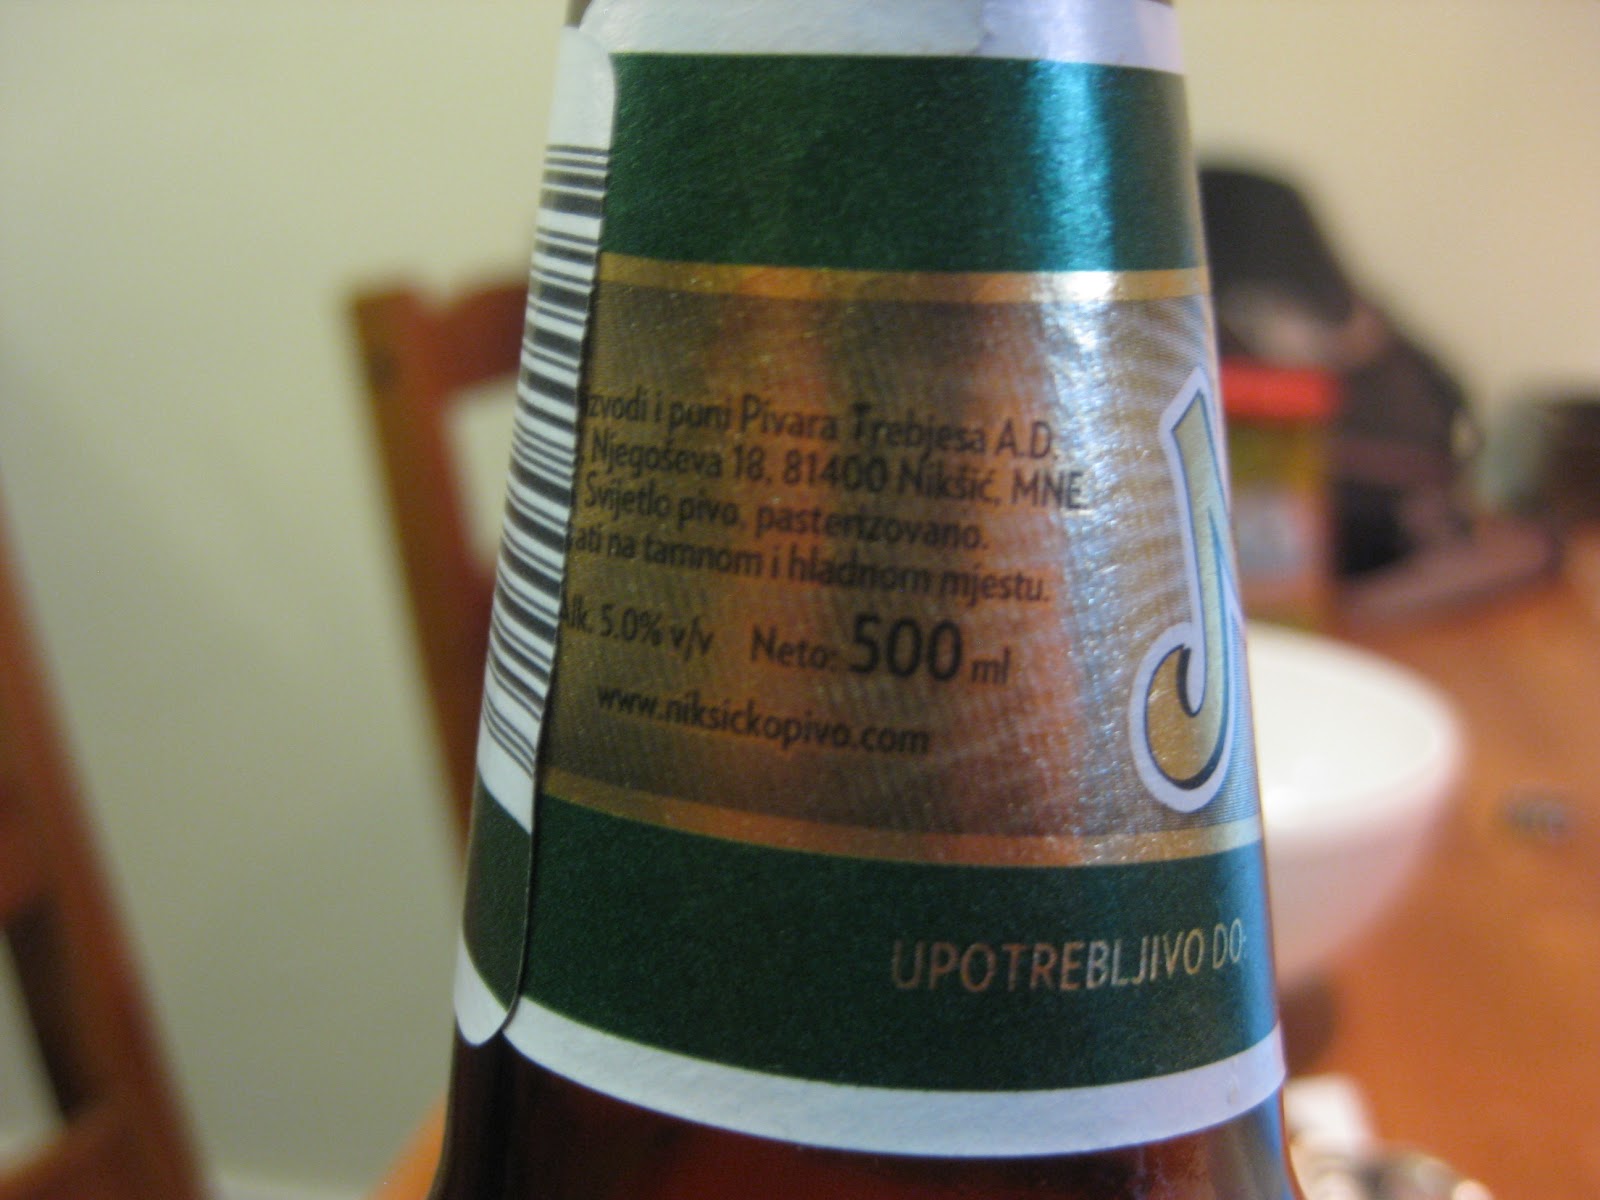 zvodi i puni Pivara Trebjesa A.D.
Njegoševa 18, 81400 Nikšić, MNE
Svijetlo pivo, pasterizovano.
ati na tamnom i hladnom mjestu.
Alk. 5.0% v/v Neto: 500 ml
www.niksickopivo.com
N
UPOTREBLJIVO DO: